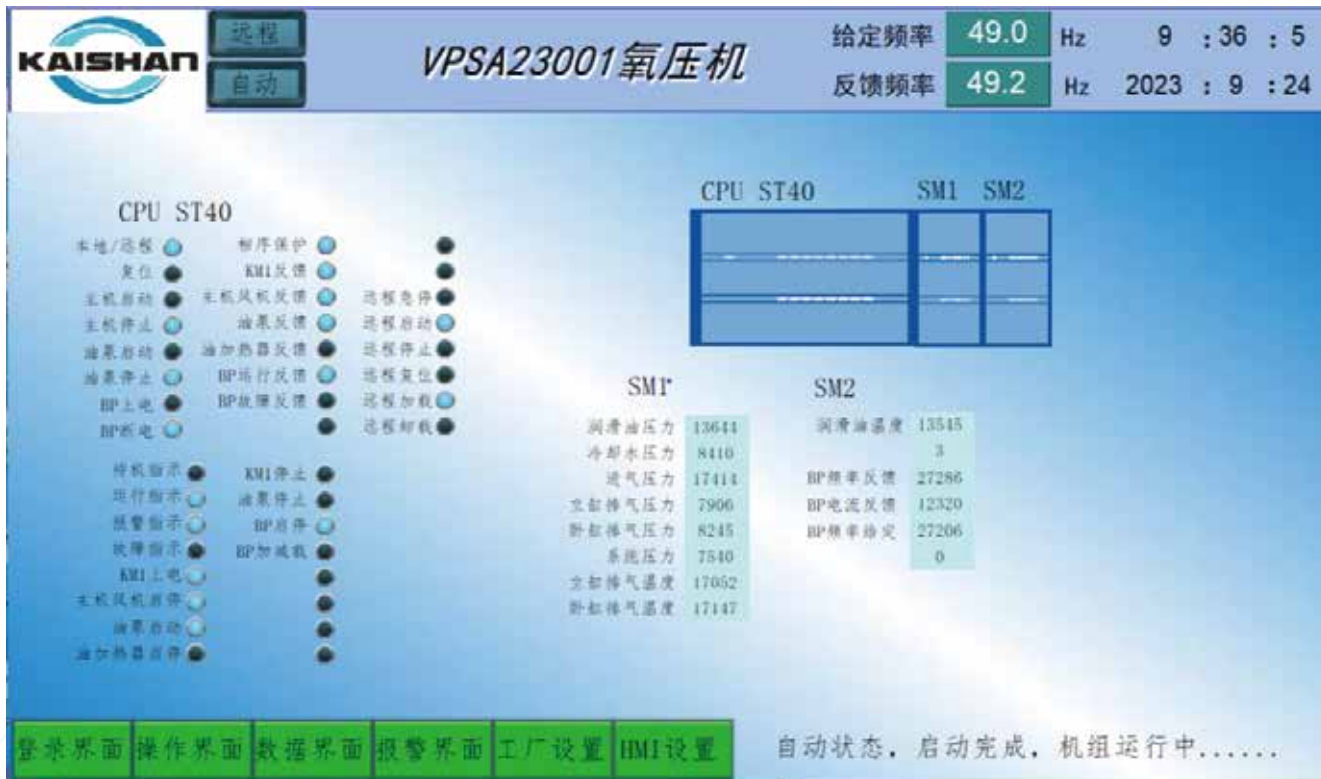 KAISHAN
远程
自动
VPSA23001氧压机
给定频率 49.0 Hz
反馈频率 49.2 Hz
9 : 36 : 5
2023 : 9 : 24
CPU ST40
本地/远程
复位
主机启动
主机停止
油泵启动
油泵停止
BP上电
BP断电
相序保护
KM1反馈
主机风机反馈
油泵反馈
油加热器反馈
BP运行反馈
BP故障反馈
远程急停
远程启动
远程停止
远程复位
远程加载
远程卸载
待机指示
运行指示
报警指示
故障指示
KM1上电
主机风机启停
油泵启动
油加热器启停
KM1停止
油泵停止
BP启停
BP加减载
CPU ST40 SM1 SM2
SM1
润滑油压力 13644
冷却水压力 8410
进气压力 17414
立缸排气压力 7906
卧缸排气压力 8245
系统压力 7540
立缸排气温度 17052
卧缸排气温度 17147
SM2
润滑油温度 13545
3
BP频率反馈 27286
BP电流反馈 12320
BP频率给定 27206
0
登录界面 操作界面 数据界面 报警界面 工厂设置 HMI设置
自动状态，启动完成，机组运行中......